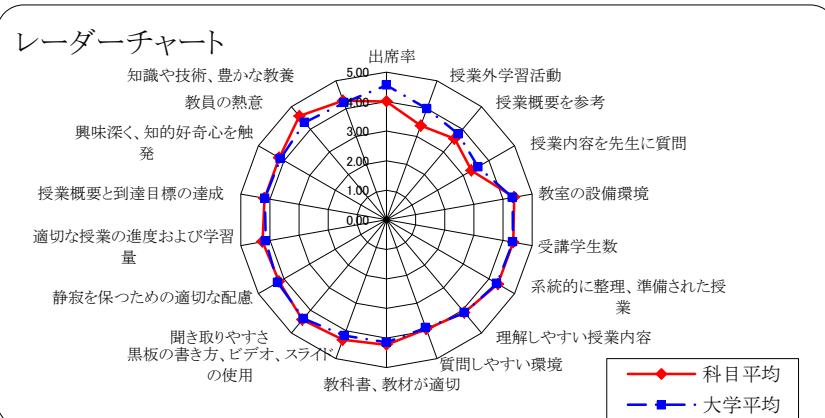 レーダーチャート
出席率
授業外学習活動
授業概要を参考
授業内容を先生に質問
教室の設備環境
受講学生数
系統的に整理、準備された授
業
理解しやすい授業内容
質問しやすい環境
教科書、教材が適切
黒板の書き方、ビデオ、スライド
の使用
聞き取りやすさ
静寂を保つための適切な配慮
適切な授業の進度および学習
量
授業概要と到達目標の達成
興味深く、知的好奇心を触
発
教員の熱意
知識や技術、豊かな教養
5.00
4.00
3.00
2.00
1.00
0.00
科目平均
大学平均